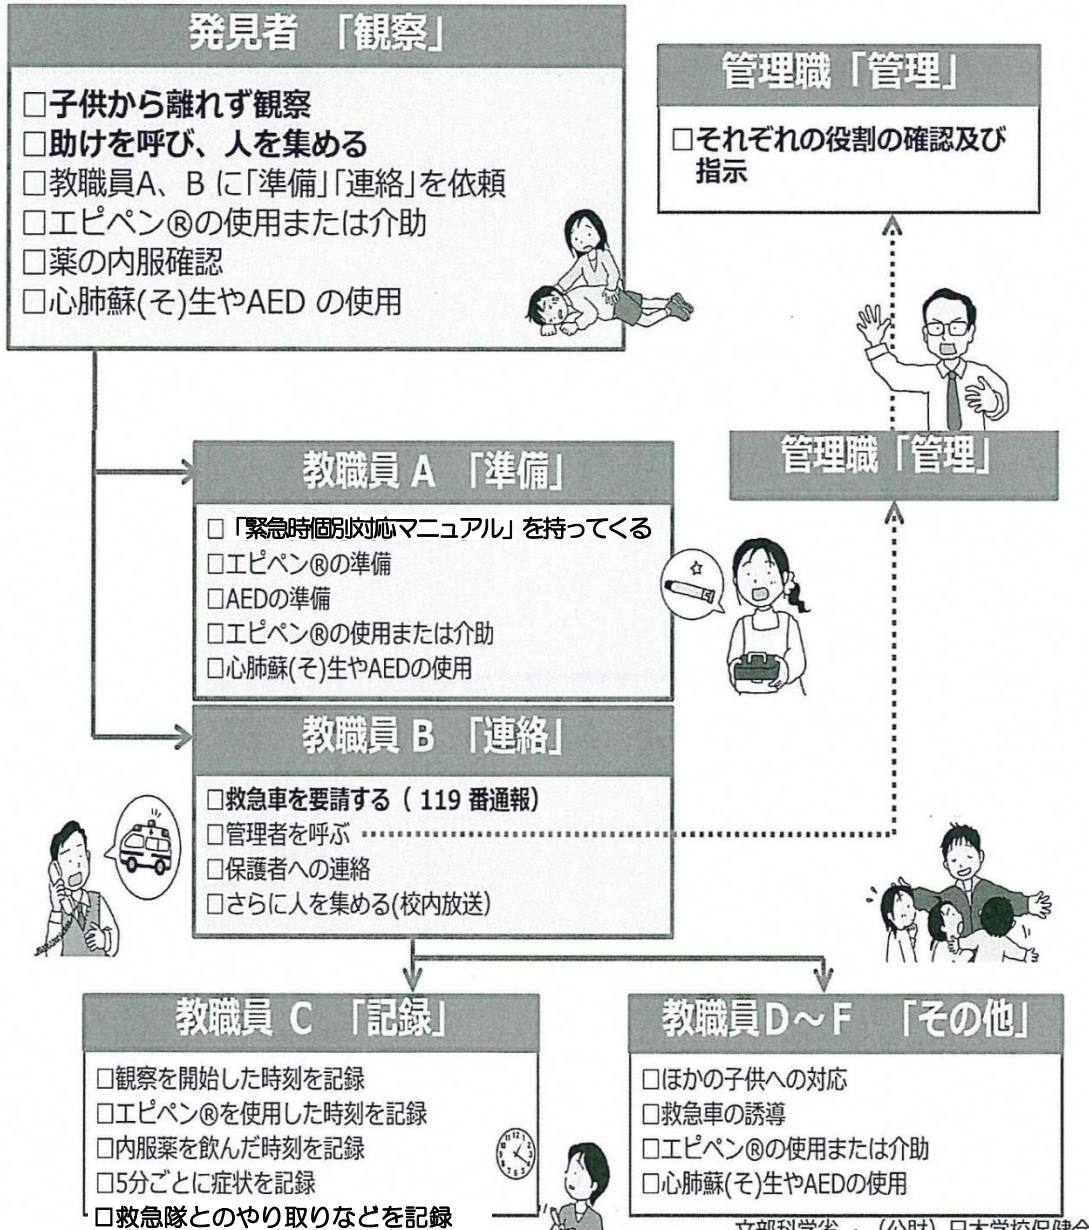 発見者 「観察」
□子供から離れず観察
□助けを呼び、人を集める
□教職員A、B に「準備」「連絡」を依頼
□エピペン®の使用または介助
□薬の内服確認
□心肺蘇(そ)生やAED の使用
管理職「管理」
□それぞれの役割の確認及び
指示
管理職「管理」
教職員 A 「準備」
□「緊急時個別対応マニュアル」を持ってくる
□エピペン®の準備
□AEDの準備
□エピペン®の使用または介助
□心肺蘇(そ)生やAEDの使用
教職員 B 「連絡」
□救急車を要請する（ 119 番通報）
□管理者を呼ぶ
□保護者への連絡
□さらに人を集める(校内放送)
教職員 C 「記録」
□観察を開始した時刻を記録
□エピペン®を使用した時刻を記録
□内服薬を飲んだ時刻を記録
□5分ごとに症状を記録
□救急隊とのやり取りなどを記録
教職員D～F 「その他」
□ほかの子供への対応
□救急車の誘導
□エピペン®の使用または介助
□心肺蘇(そ)生やAEDの使用
文部科学省 ・（公財）日本学校保健会